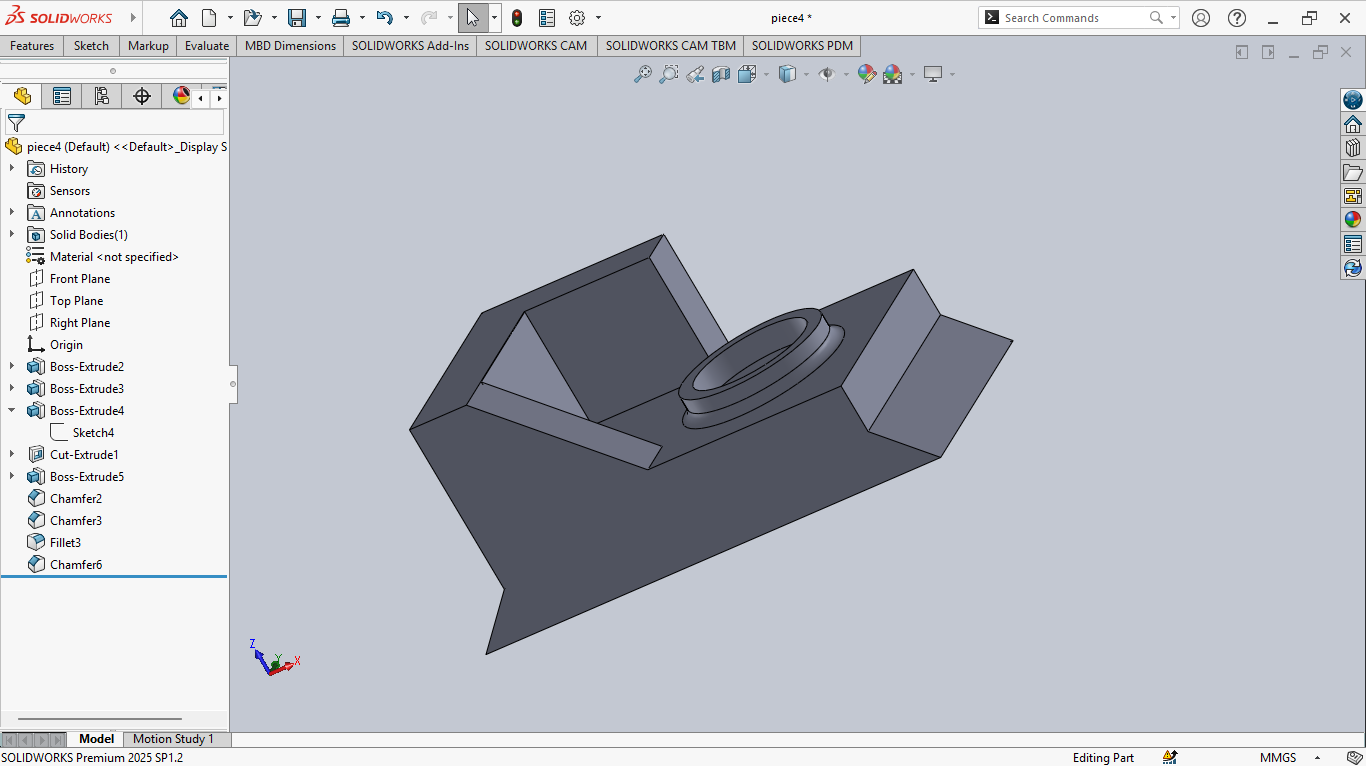 SOLIDWORKS
piece4 *
Search Commands
Features Sketch Markup Evaluate MBD Dimensions SOLIDWORKS Add-Ins SOLIDWORKS CAM SOLIDWORKS CAM TBM SOLIDWORKS PDM
piece4 (Default) <<Default>_Display S
History
Sensors
Annotations
Solid Bodies(1)
Material <not specified>
Front Plane
Top Plane
Right Plane
Origin
Boss-Extrude2
Boss-Extrude3
Boss-Extrude4
Sketch4
Cut-Extrude1
Boss-Extrude5
Chamfer2
Chamfer3
Fillet3
Chamfer6
Z
Y
X
Model Motion Study 1
SOLIDWORKS Premium 2025 SP1.2 Editing Part MMGS